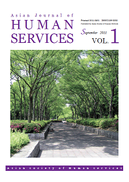 Asian Journal of
HUMAN
SERVICES
September 2011
VOL. 1
asian society of human services